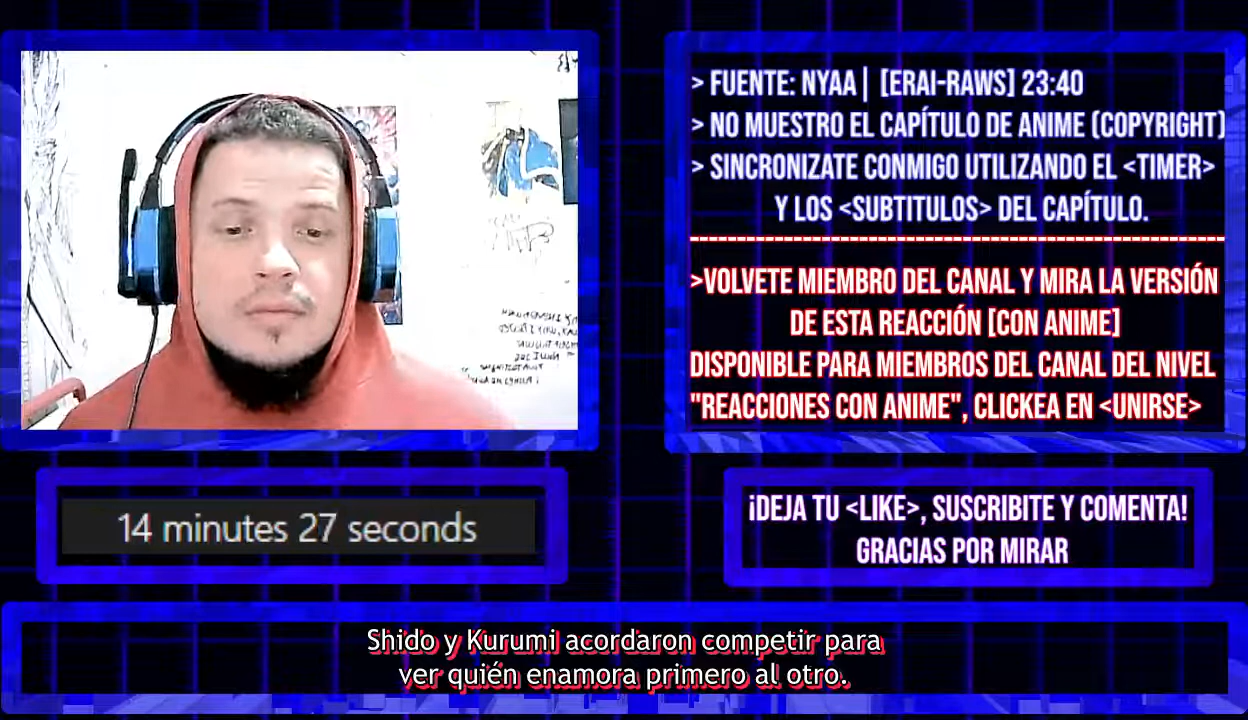 > FUENTE: NYAA | [ERAI-RAWS] 23:40
> NO MUESTRO EL CAPÍTULO DE ANIME (COPYRIGHT)
> SINCRONIZATE CONMIGO UTILIZANDO EL <TIMER>
Y LOS <SUBTITULOS> DEL CAPÍTULO.
>VOLVETE MIEMBRO DEL CANAL Y MIRA LA VERSIÓN
DE ESTA REACCIÓN [CON ANIME]
DISPONIBLE PARA MIEMBROS DEL CANAL DEL NIVEL
"REACCIONES CON ANIME", CLICKEA EN <UNIRSE>
14 minutes 27 seconds
¡DEJA TU <LIKE>, SUSCRIBITE Y COMENTA!
GRACIAS POR MIRAR
Shido y Kurumi acordaron competir para
ver quién enamora primero al otro.